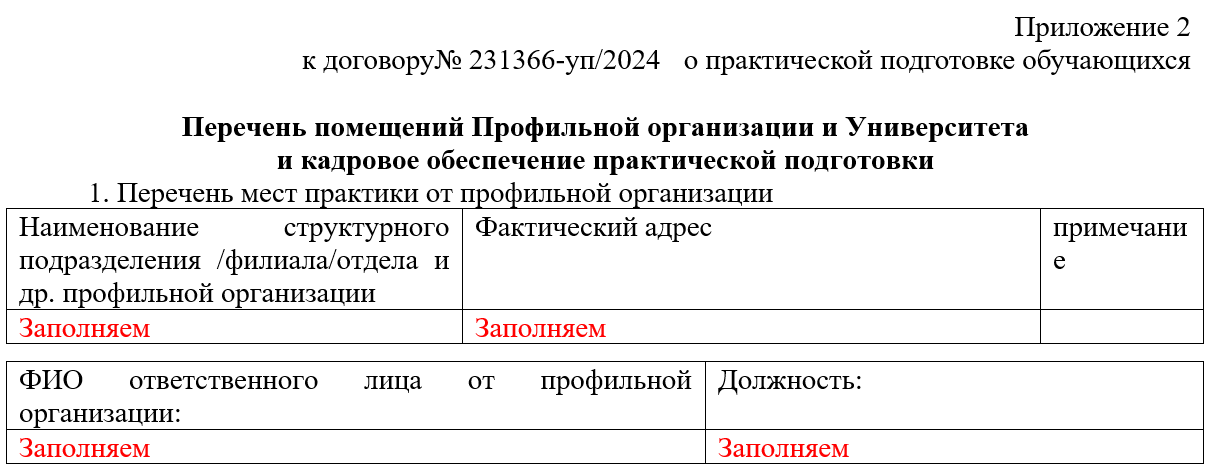 Приложение 2
к договору№ 231366-уп/2024 о практической подготовке обучающихся
Перечень помещений Профильной организации и Университета
и кадровое обеспечение практической подготовки
1. Перечень мест практики от профильной организации
Наименование структурного
подразделения /филиала/отдела и
др. профильной организации
Фактический адрес
примечани
е
Заполняем
Заполняем
ФИО ответственного лица от профильной
организации:
Должность:
Заполняем
Заполняем